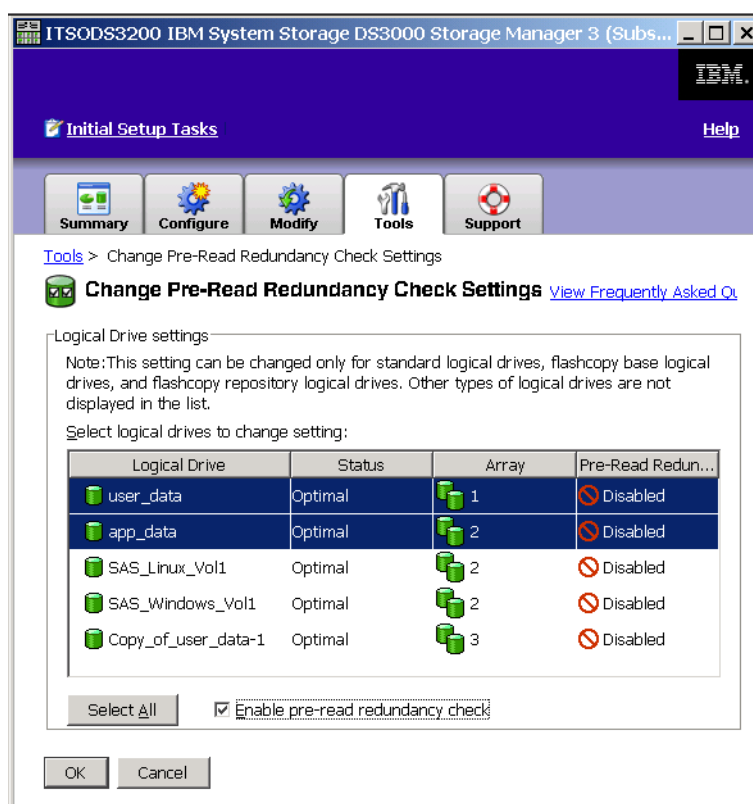 ITSODS3200 IBM System Storage DS3000 Storage Manager 3 (Subs...
IBM.
Initial Setup Tasks
Help
Summary
Configure
Modify
Tools
Support
Tools > Change Pre-Read Redundancy Check Settings
Change Pre-Read Redundancy Check Settings View Frequently Asked Qu
Logical Drive settings
Note:This setting can be changed only for standard logical drives, flashcopy base logical
drives, and flashcopy repository logical drives. Other types of logical drives are not
displayed in the list.
Select logical drives to change setting:
Logical Drive Status Array Pre-Read Redun...
user_data Optimal 1 Disabled
app_data Optimal 2 Disabled
SAS_Linux_Vol1 Optimal 2 Disabled
SAS_Windows_Vol1 Optimal 2 Disabled
Copy_of_user_data-1 Optimal 3 Disabled
Select All Enable pre-read redundancy check
OK Cancel